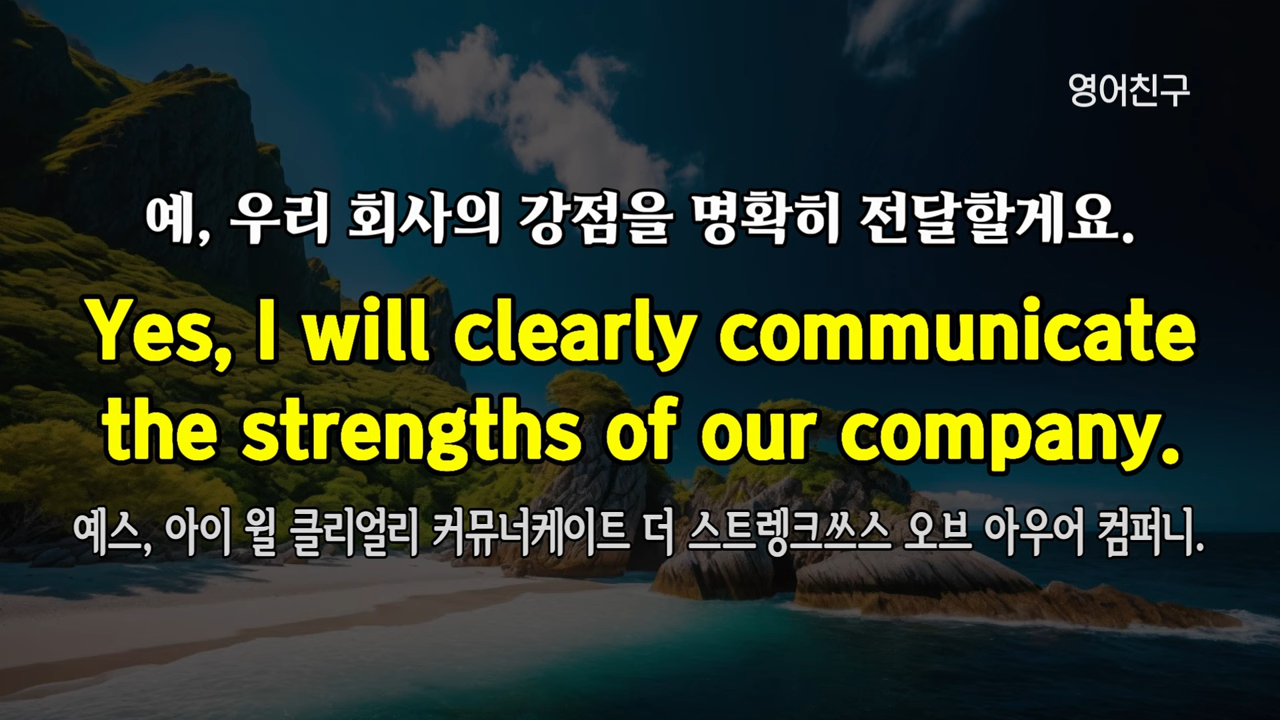 영어친구
예, 우리 회사의 강점을 명확히 전달할게요.
Yes, I will clearly communicate
the strengths of our company.
예스, 아이 윌 클리얼리 커뮤너케이트 더 스트렝크쓰스 오브 아우어 컴퍼니.